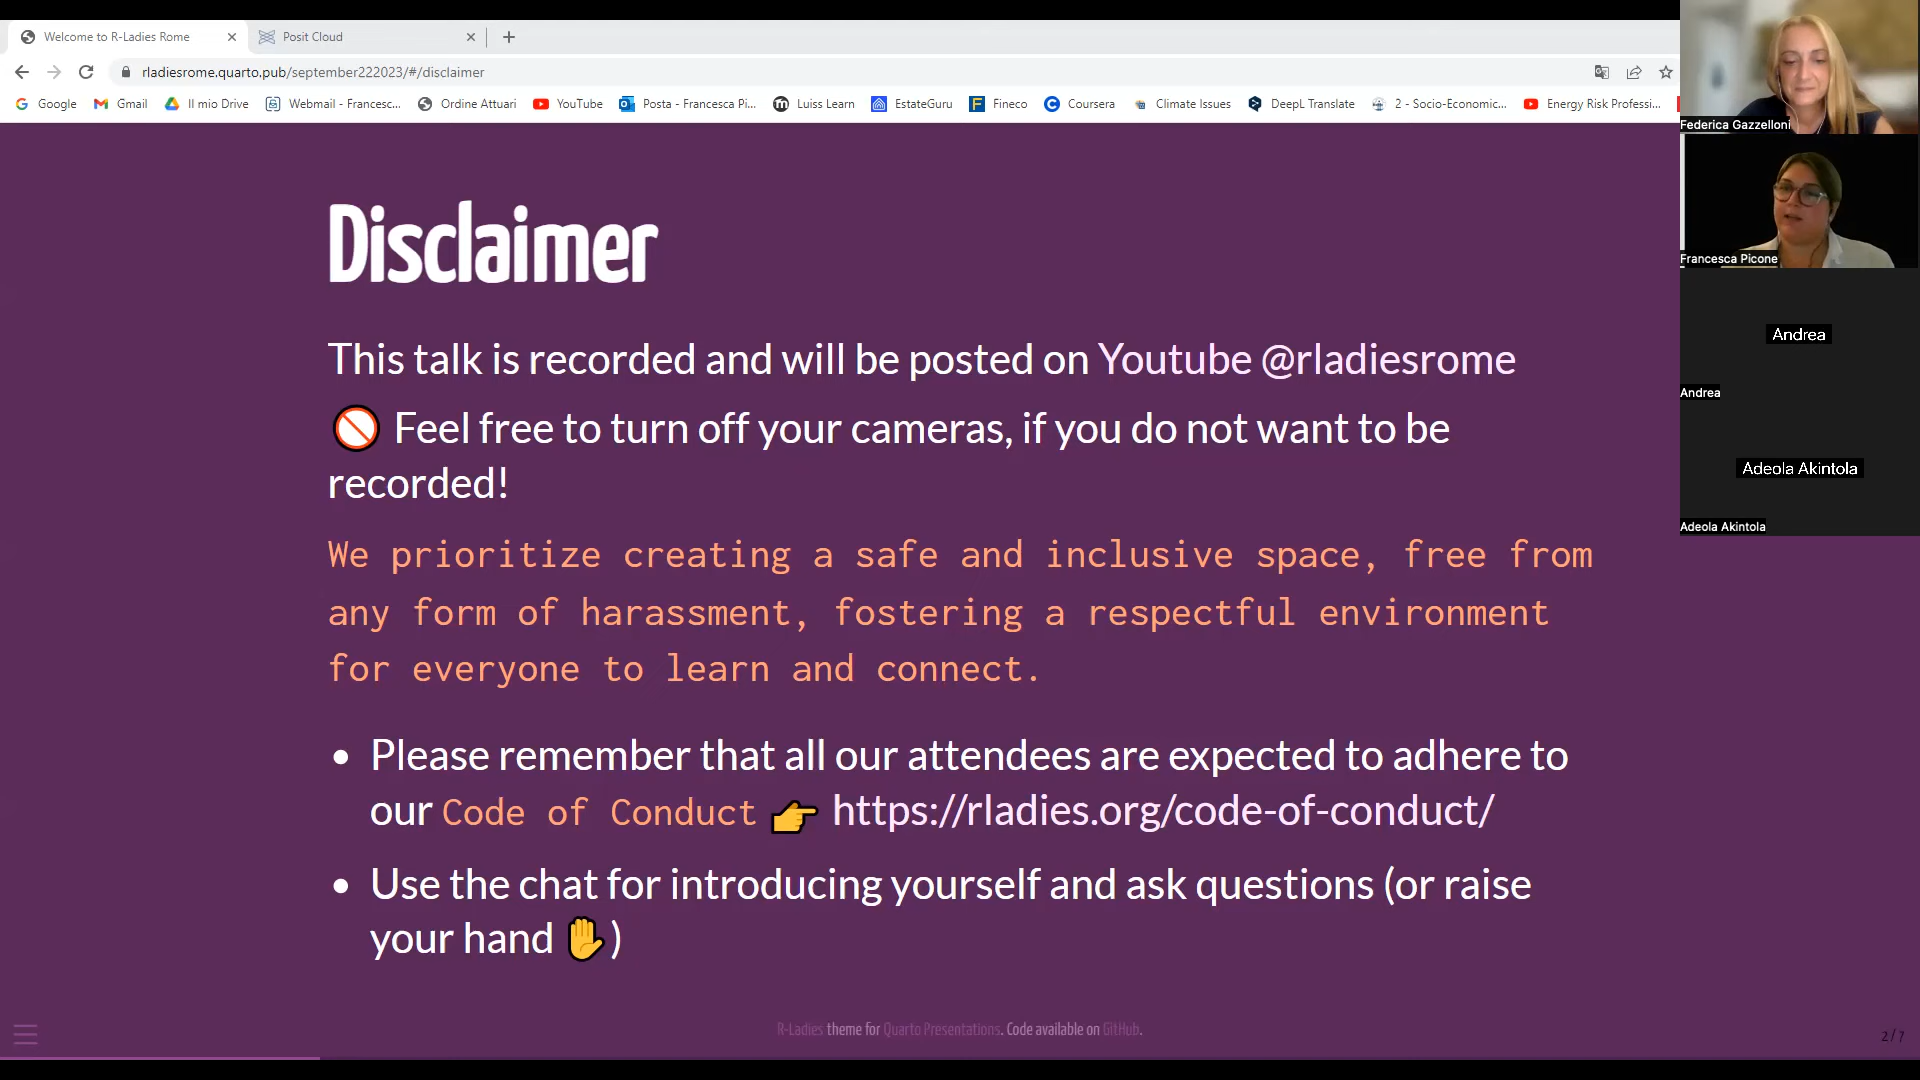 Welcome to R-Ladies Rome
Posit Cloud
rladiesrome.quarto.pub/september222023/#/disclaimer
Google
Gmail
Il mio Drive
Webmail - Francesc...
Ordine Attuari
YouTube
Posta - Francesca Pi...
Luiss Learn
EstateGuru
Fineco
Coursera
Climate Issues
DeepL Translate
2 - Socio-Economic...
Energy Risk Professi...
Federica Gazzelloni
Francesca Picone
Andrea
Andrea
Adeola Akintola
Adeola Akintola
Disclaimer
This talk is recorded and will be posted on Youtube @rladiesrome
🚫 Feel free to turn off your cameras, if you do not want to be
recorded!
We prioritize creating a safe and inclusive space, free from
any form of harassment, fostering a respectful environment
for everyone to learn and connect.
• Please remember that all our attendees are expected to adhere to
our Code of Conduct 👉 https://rladies.org/code-of-conduct/
• Use the chat for introducing yourself and ask questions (or raise
your hand ✋)
R-Ladies theme for Quarto Presentations. Code available on GitHub.
2 / 7